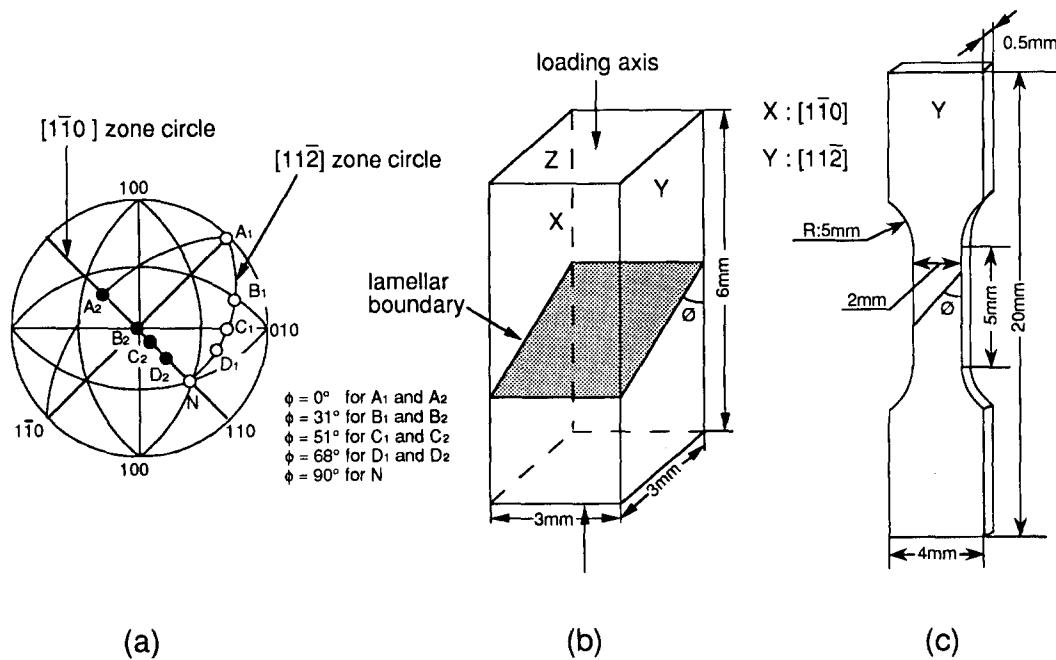 [11̅0] zone circle
[112̅] zone circle
100
A₁
B₁
A₂
B₂
C₁
010
C₂
D₂
D₁
N
11̅0
110
100
ϕ = 0° for A₁ and A₂
ϕ = 31° for B₁ and B₂
ϕ = 51° for C₁ and C₂
ϕ = 68° for D₁ and D₂
ϕ = 90° for N
(a)
loading axis
Z
Y
X
lamellar
boundary
Ø
6mm
3mm
3mm
(b)
X : [11̅0]
Y : [112̅]
0.5mm
Y
R:5mm
2mm
Ø
5mm
20mm
4mm
(c)